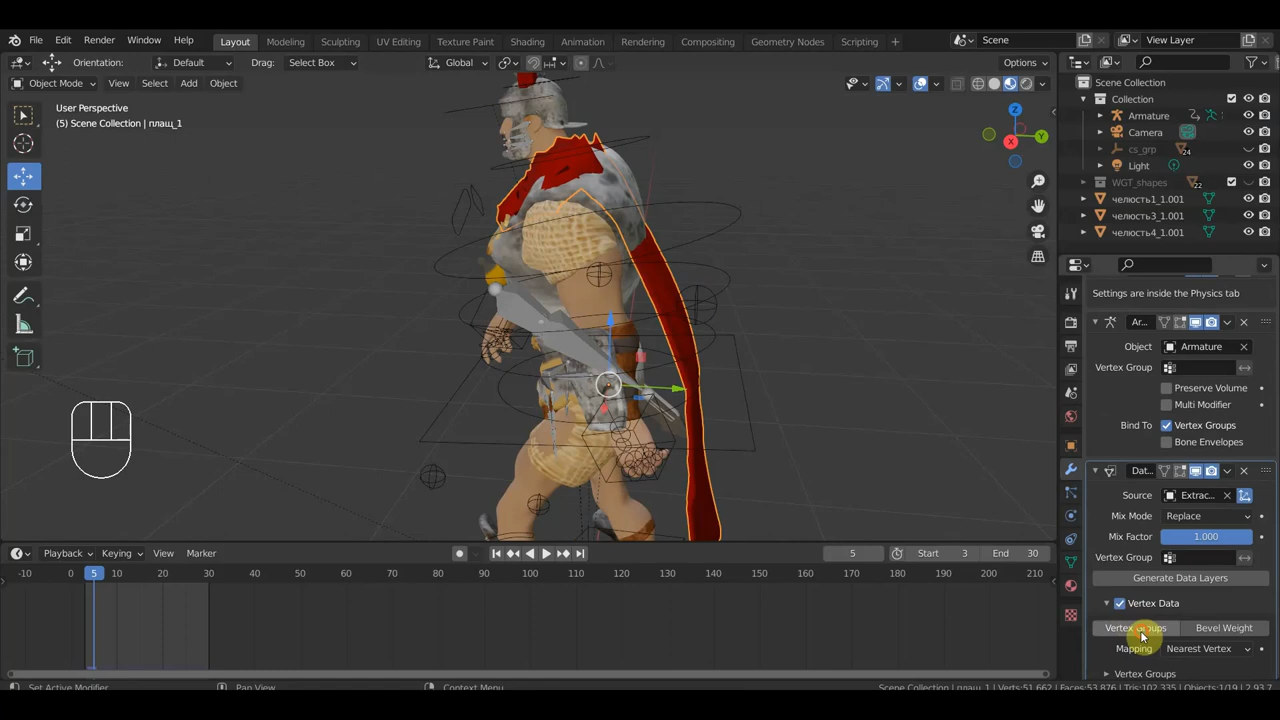 File Edit Render Window Help Layout Modeling Sculpting UV Editing Texture Paint Shading Animation Rendering Compositing Geometry Nodes Scripting + Scene View Layer
Orientation: Default Drag: Select Box Global Options
Object Mode View Select Add Object
User Perspective
(5) Scene Collection | плащ_1
Z
Y
X
Scene Collection
Collection
Armature
Camera
cs_grp 24
Light
WGT_shapes 22
челюсть1_1.001
челюсть3_1.001
челюсть4_1.001
Settings are inside the Physics tab
Ar...
Object Armature
Vertex Group
Preserve Volume
Multi Modifier
Bind To Vertex Groups
Bone Envelopes
Dat...
Source Extrac...
Mix Mode Replace
Mix Factor 1.000
Vertex Group
Generate Data Layers
Vertex Data
Vertex Groups Bevel Weight
Mapping Nearest Vertex
Vertex Groups
Playback Keying View Marker 5 Start 3 End 30
-10 0 5 10 20 30 40 50 60 70 80 90 100 110 120 130 140 150 160 170 180 190 200 210
Set Active Modifier Pan View Context Menu Scene Collection | плащ_1 | Verts:51,662 | Faces:53,876 | Tris:102,335 | Objects:1/19 | 2.93.7